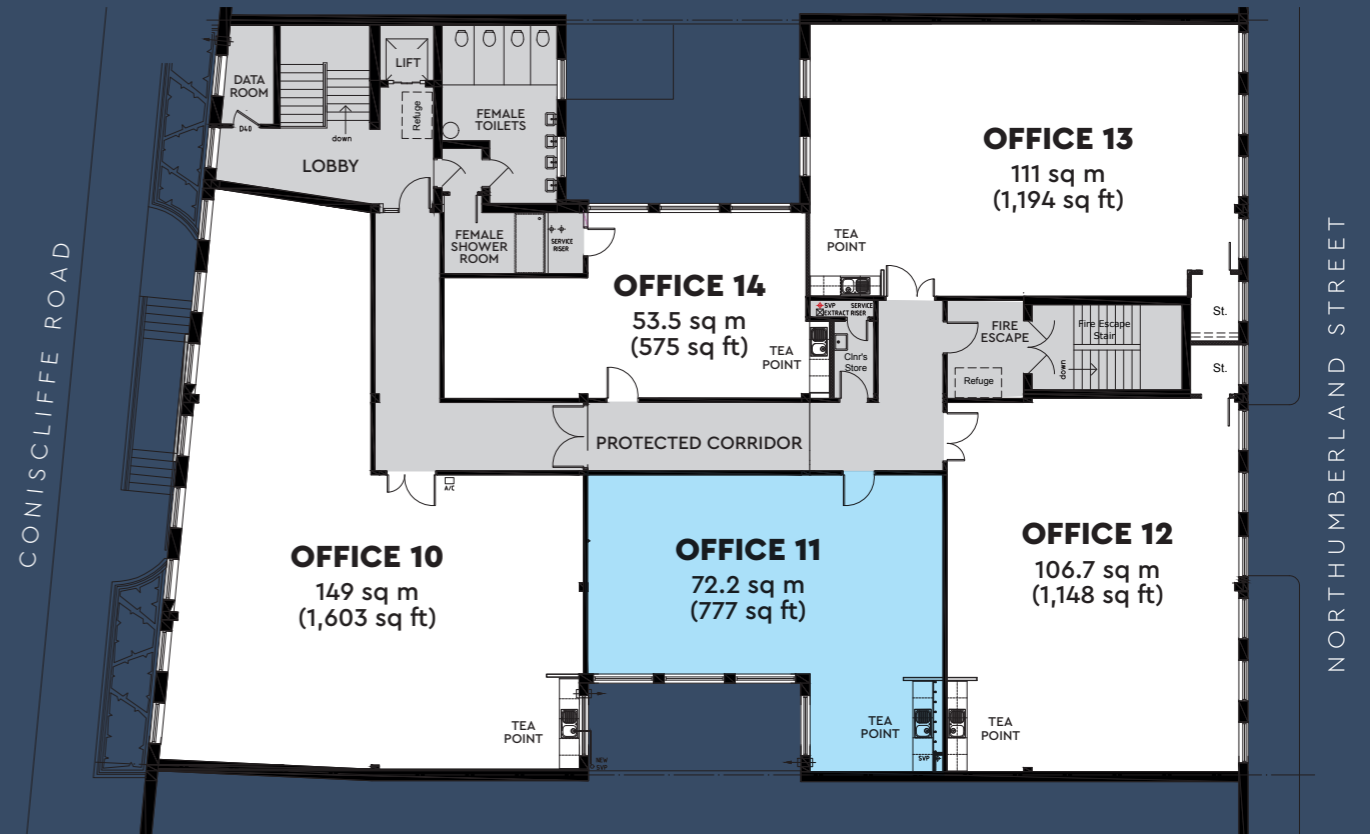 DATA
ROOM
D40
down
LIFT
Refuge
LOBBY
FEMALE
TOILETS
FEMALE
SHOWER
ROOM
SERVICE
RISER
OFFICE 13
111 sq m
(1,194 sq ft)
TEA
POINT
OFFICE 14
53.5 sq m
(575 sq ft)
TEA
POINT
SVP
SERVICE
EXTRACT RISER
Clnr's
Store
FIRE
ESCAPE
Refuge
Fire Escape
Stair
down
St.
St.
PROTECTED CORRIDOR
A/C
OFFICE 10
149 sq m
(1,603 sq ft)
TEA
POINT
NEW
SVP
OFFICE 11
72.2 sq m
(777 sq ft)
TEA
POINT
SVP
OFFICE 12
106.7 sq m
(1,148 sq ft)
TEA
POINT
CONISCLIFFE ROAD
NORTHUMBERLAND STREET